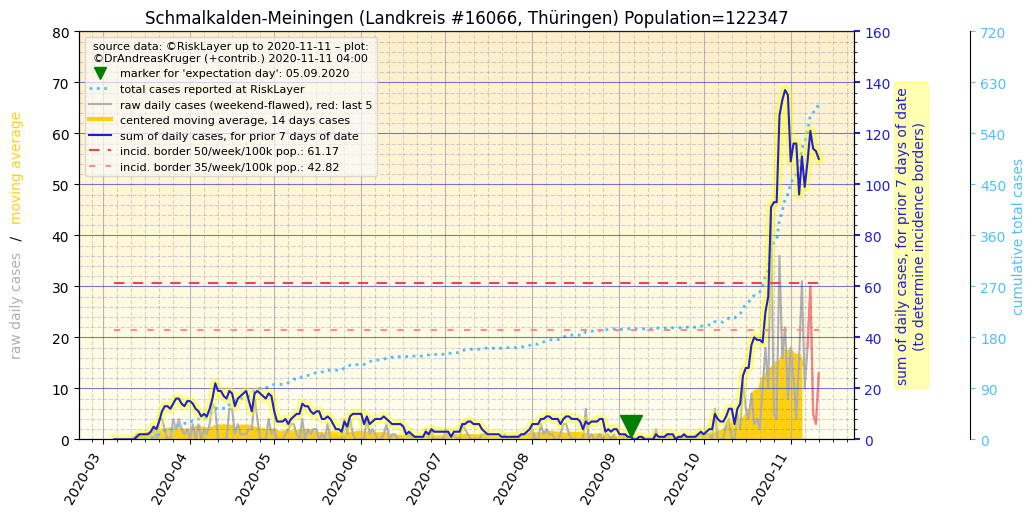 Schmalkalden-Meiningen (Landkreis #16066, Thüringen) Population=122347
source data: ©RiskLayer up to 2020-11-11 – plot:
©DrAndreasKruger (+contrib.) 2020-11-11 04:00
marker for 'expectation day': 05.09.2020
total cases reported at RiskLayer
raw daily cases (weekend-flawed), red: last 5
centered moving average, 14 days cases
sum of daily cases, for prior 7 days of date
incid. border 50/week/100k pop.: 61.17
incid. border 35/week/100k pop.: 42.82
raw daily cases / moving average
80
70
60
50
40
30
20
10
0
2020-03
2020-04
2020-05
2020-06
2020-07
2020-08
2020-09
2020-10
2020-11
160
140
120
100
80
60
40
20
0
sum of daily cases, for prior 7 days of date
(to determine incidence borders)
720
630
540
450
360
270
180
90
0
cumulative total cases